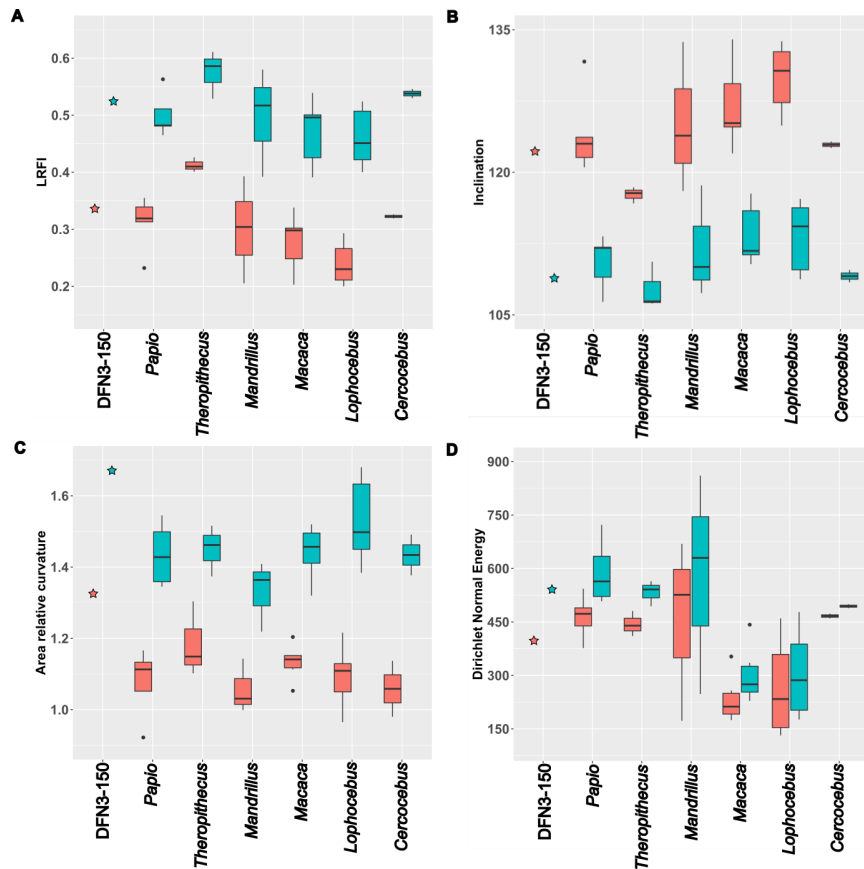 A
LRFI
0.6
0.5
0.4
0.3
0.2
DFN3-150
Papio
Theropithecus
Mandrillus
Macaca
Lophocebus
Cercocebus
B
Inclination
120
105
DFN3-150
Papio
Theropithecus
Mandrillus
Macaca
Lophocebus
Cercocebus
C
Area relative curvature
1.6
1.4
1.2
1.0
DFN3-150
Papio
Theropithecus
Mandrillus
Macaca
Lophocebus
Cercocebus
D
Dirichlet Normal Energy
900
750
600
450
300
150
DFN3-150
Papio
Theropithecus
Mandrillus
Macaca
Lophocebus
Cercocebus